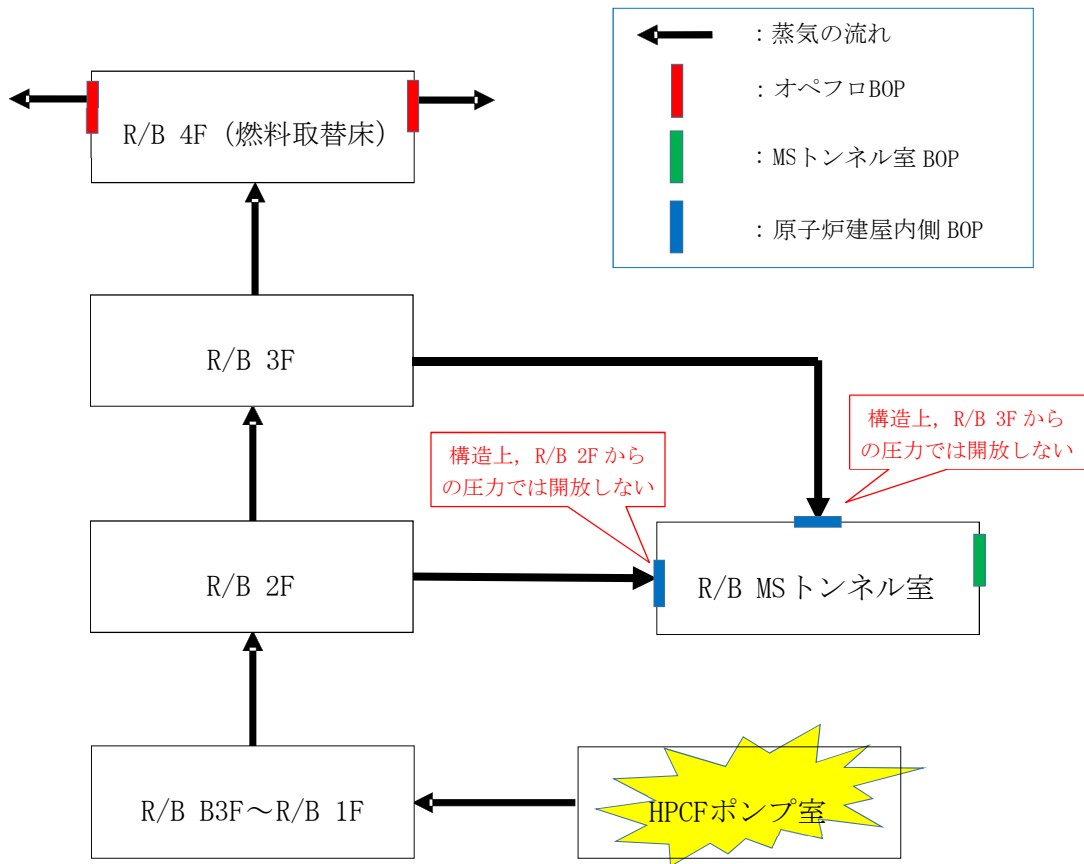 ：蒸気の流れ
：オペフロBOP
：MSトンネル室 BOP
：原子炉建屋内側 BOP
R/B 4F (燃料取替床)
R/B 3F
構造上，R/B 3F から
の圧力では開放しない
構造上，R/B 2F から
の圧力では開放しない
R/B 2F
R/B MSトンネル室
R/B B3F～R/B 1F
HPCFポンプ室